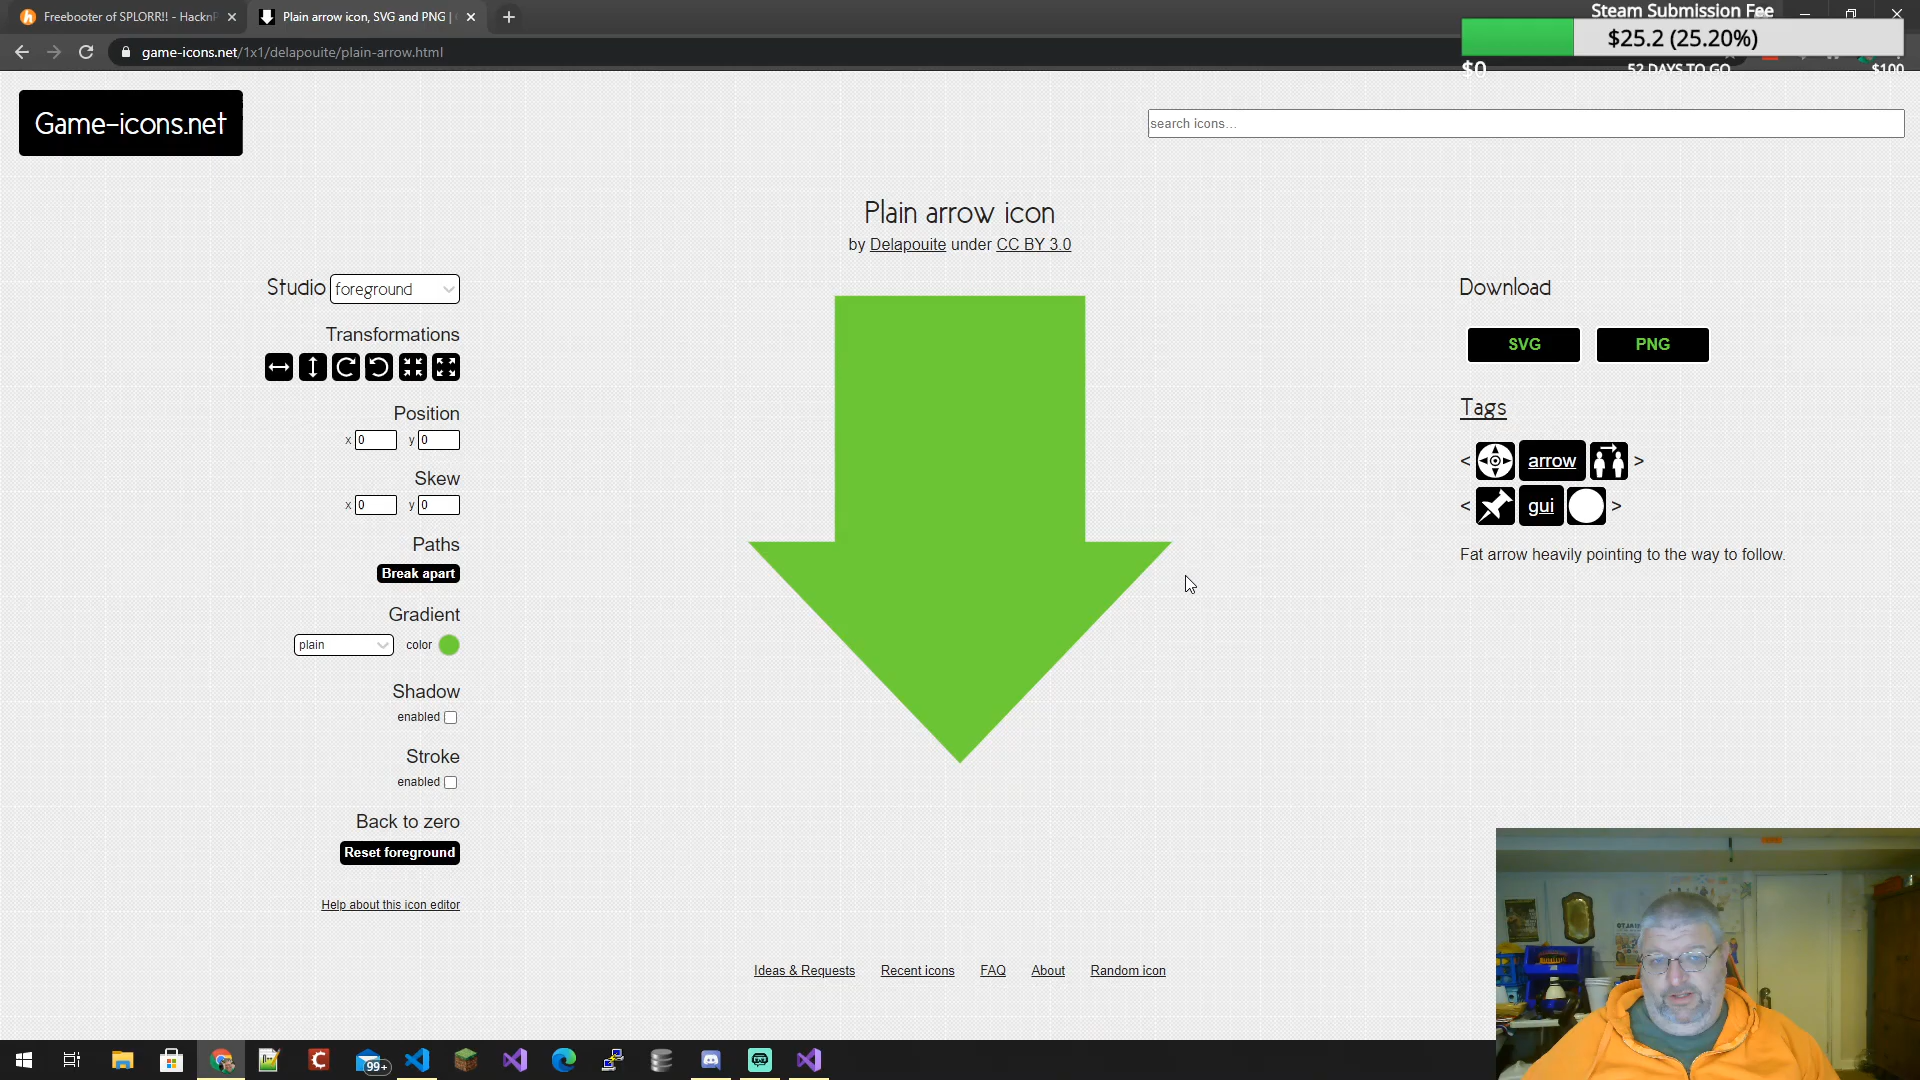 Freebooter of SPLORR!! - HacknP
Plain arrow icon, SVG and PNG |
Steam Submission Fee
$25.2 (25.20%)
$0
52 DAYS TO GO
$100
game-icons.net/1x1/delapouite/plain-arrow.html
Game-icons.net
search icons...
Plain arrow icon
by Delapouite under CC BY 3.0
Studio foreground
Transformations
Position
x 0 y 0
Skew
x 0 y 0
Paths
Break apart
Gradient
plain color
Shadow
enabled
Stroke
enabled
Back to zero
Reset foreground
Help about this icon editor
Download
SVG PNG
Tags
< arrow >
< gui >
Fat arrow heavily pointing to the way to follow.
Ideas & Requests Recent icons FAQ About Random icon
99+